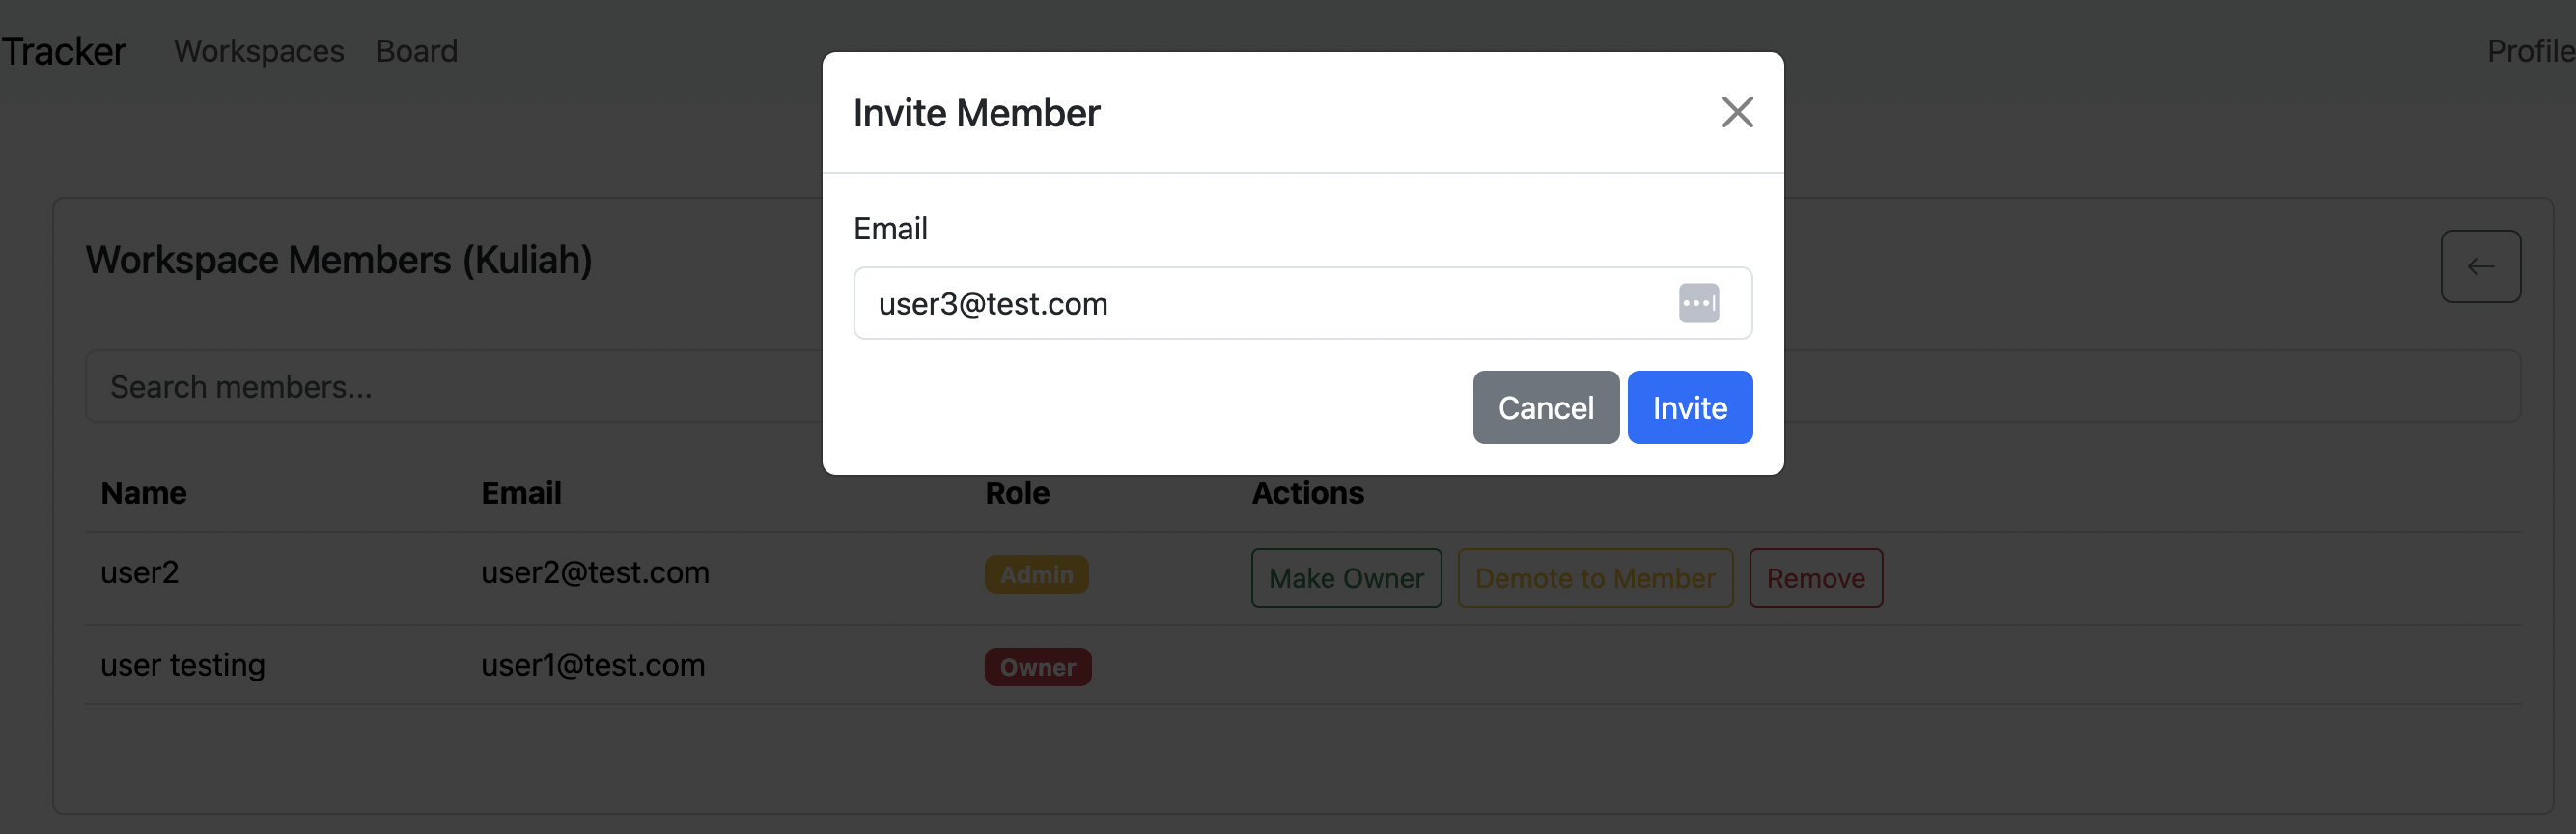 Tracker Workspaces Board Profile
Invite Member
Email
user3@test.com
Cancel Invite
Workspace Members (Kuliah)
Search members...
Name Email Role Actions
user2 user2@test.com Admin Make Owner Demote to Member Remove
user testing user1@test.com Owner